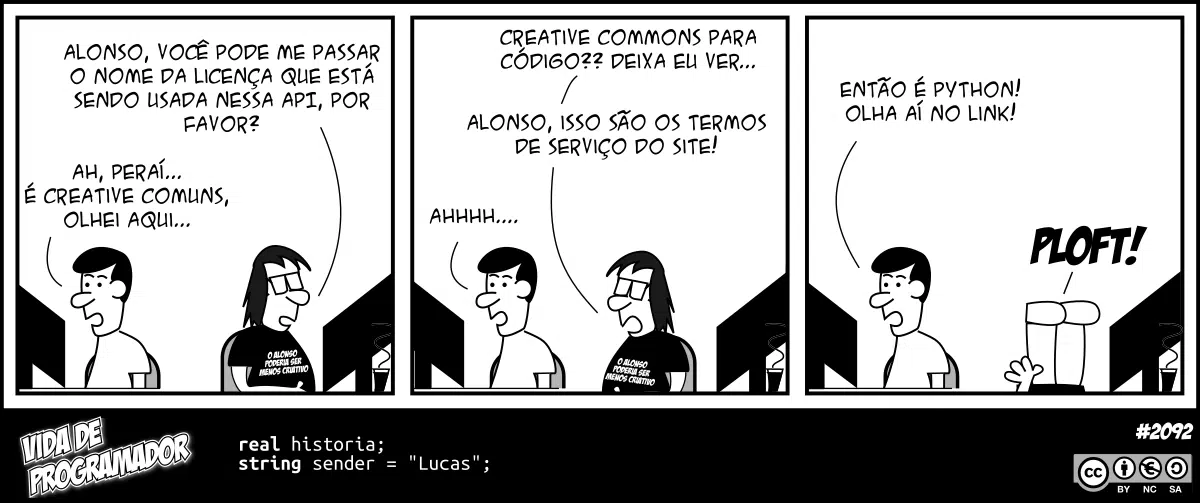 ALONSO, VOCÊ PODE ME PASSAR
O NOME DA LICENÇA QUE ESTÁ
SENDO USADA NESSA API, POR
FAVOR?
AH, PERAÍ...
É CREATIVE COMUNS,
OLHEI AQUI...
O ALONSO
PODERIA SER
MENOS CRIATIVO
CREATIVE COMMONS PARA
CÓDIGO?? DEIXA EU VER...
ALONSO, ISSO SÃO OS TERMOS
DE SERVIÇO DO SITE!
AHHHH....
O ALONSO
PODERIA SER
MENOS CRIATIVO
ENTÃO É PYTHON!
OLHA AÍ NO LINK!
PLOFT!
VIDA DE
PROGRAMADOR
real historia;
string sender = "Lucas";
#2092
cc
BY NC SA